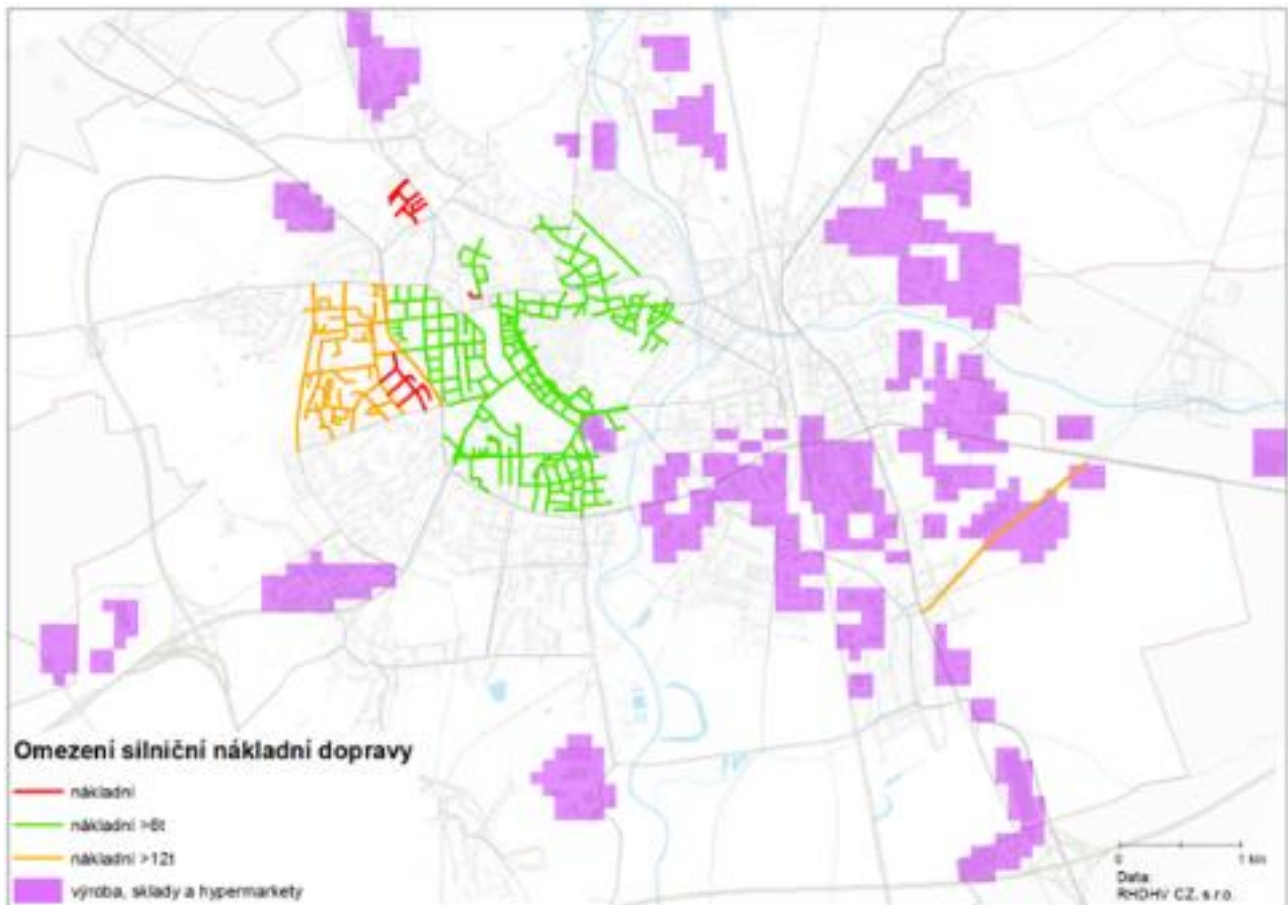 Omezení silniční nákladní dopravy
nákladní
nákladní >6t
nákladní >12t
výroba, sklady a hypermarkety
0 1 km
Data:
RHDHV CZ, s.r.o.